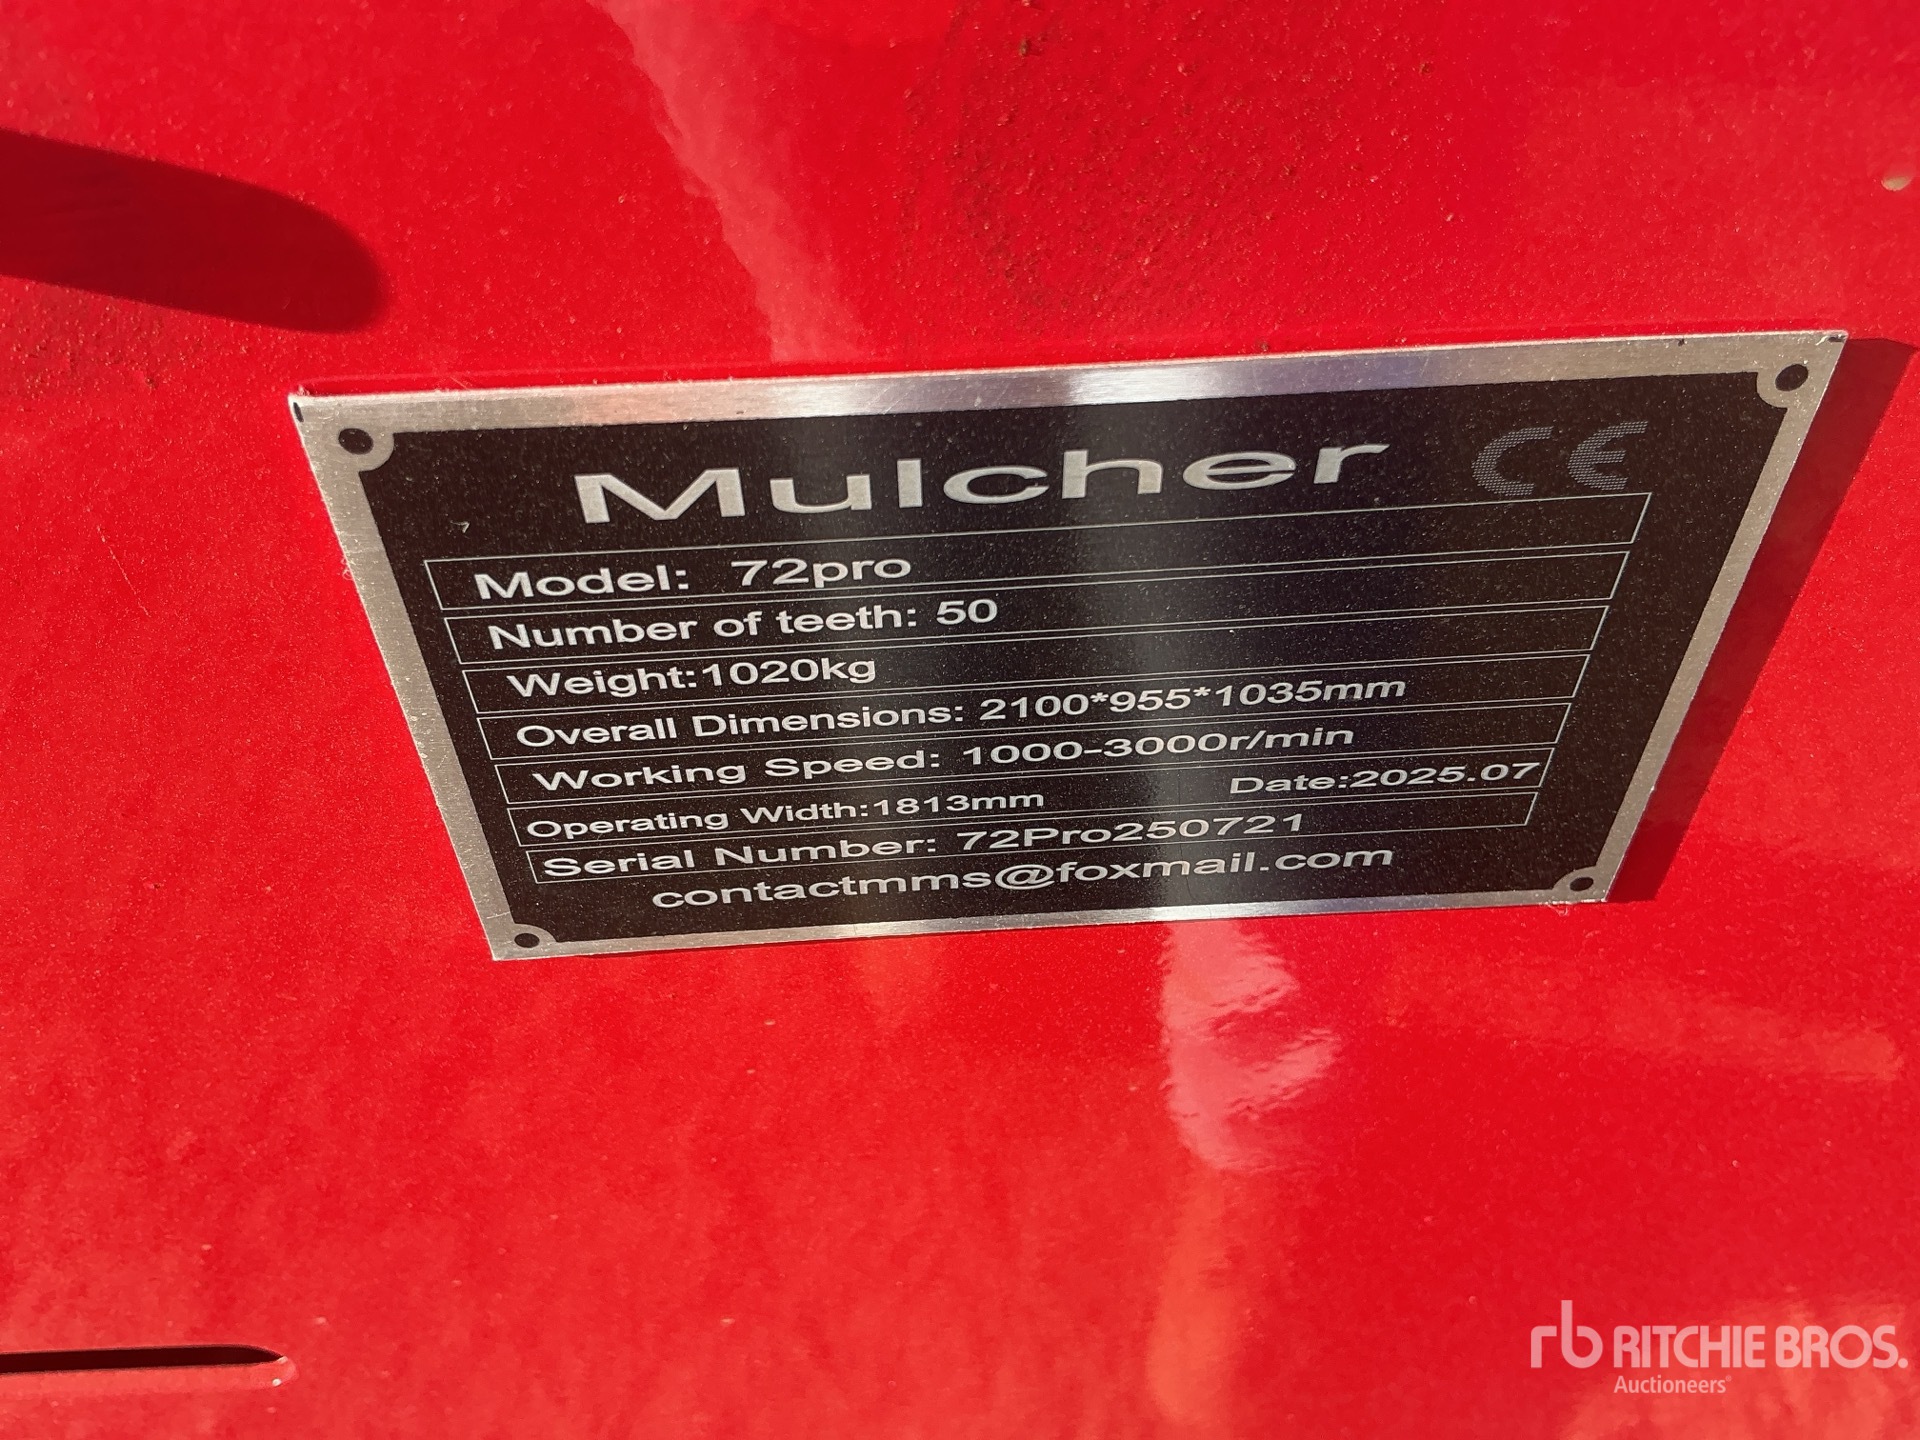 Mulcher CE
Model: 72pro
Number of teeth: 50
Weight:1020kg
Overall Dimensions: 2100*955*1035mm
Working Speed: 1000-3000r/min
Operating Width:1813mm Date:2025.07
Serial Number: 72Pro250721
contactmms@foxmail.com
rb RITCHIE BROS.
Auctioneers